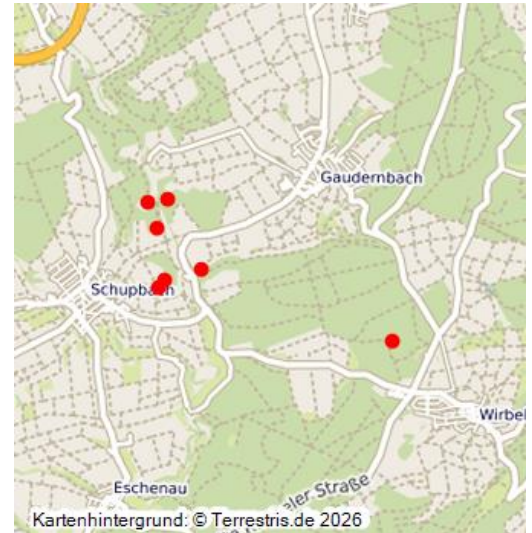 Gaudernbach
Schupbach
Wirbel
Eschenau
eler Straße
Kartenhintergrund: © Terrestris.de 2026